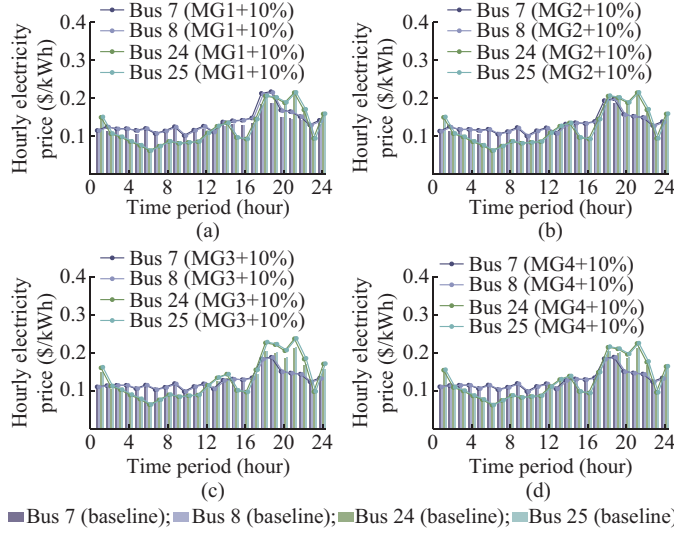 Hourly electricity
price ($/kWh)
0.4
0.3
0.2
0.1
Bus 7 (MG1+10%)
Bus 8 (MG1+10%)
Bus 24 (MG1+10%)
Bus 25 (MG1+10%)
0 4 8 12 16 20 24
Time period (hour)
(a)
Hourly electricity
price ($/kWh)
0.4
0.3
0.2
0.1
Bus 7 (MG2+10%)
Bus 8 (MG2+10%)
Bus 24 (MG2+10%)
Bus 25 (MG2+10%)
0 4 8 12 16 20 24
Time period (hour)
(b)
Hourly electricity
price ($/kWh)
0.4
0.3
0.2
0.1
Bus 7 (MG3+10%)
Bus 8 (MG3+10%)
Bus 24 (MG3+10%)
Bus 25 (MG3+10%)
0 4 8 12 16 20 24
Time period (hour)
(c)
Hourly electricity
price ($/kWh)
0.4
0.3
0.2
0.1
Bus 7 (MG4+10%)
Bus 8 (MG4+10%)
Bus 24 (MG4+10%)
Bus 25 (MG4+10%)
0 4 8 12 16 20 24
Time period (hour)
(d)
Bus 7 (baseline); Bus 8 (baseline); Bus 24 (baseline); Bus 25 (baseline)